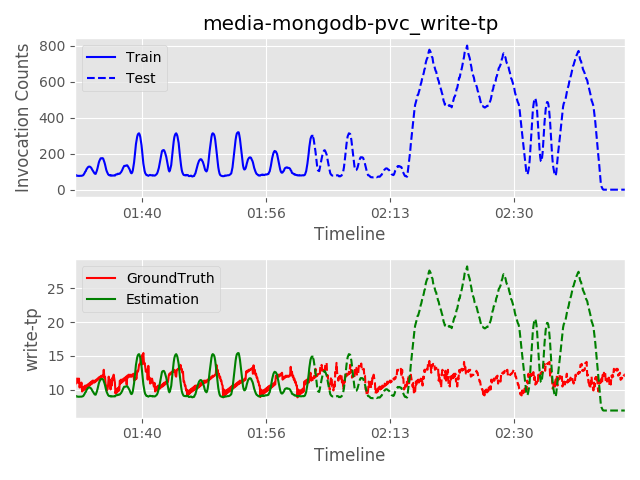 media-mongodb-pvc_write-tp
Invocation Counts
800
600
400
200
0
Train
Test
01:40
01:56
02:13
02:30
Timeline
write-tp
25
20
15
10
GroundTruth
Estimation
01:40
01:56
02:13
02:30
Timeline